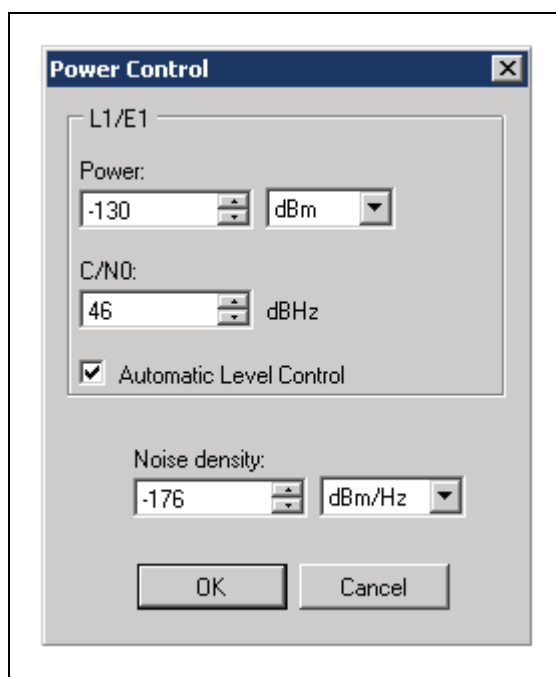 Power Control
L1/E1
Power:
-130 dBm
C/N0:
46 dBHz
Automatic Level Control
Noise density:
-176 dBm/Hz
OK Cancel